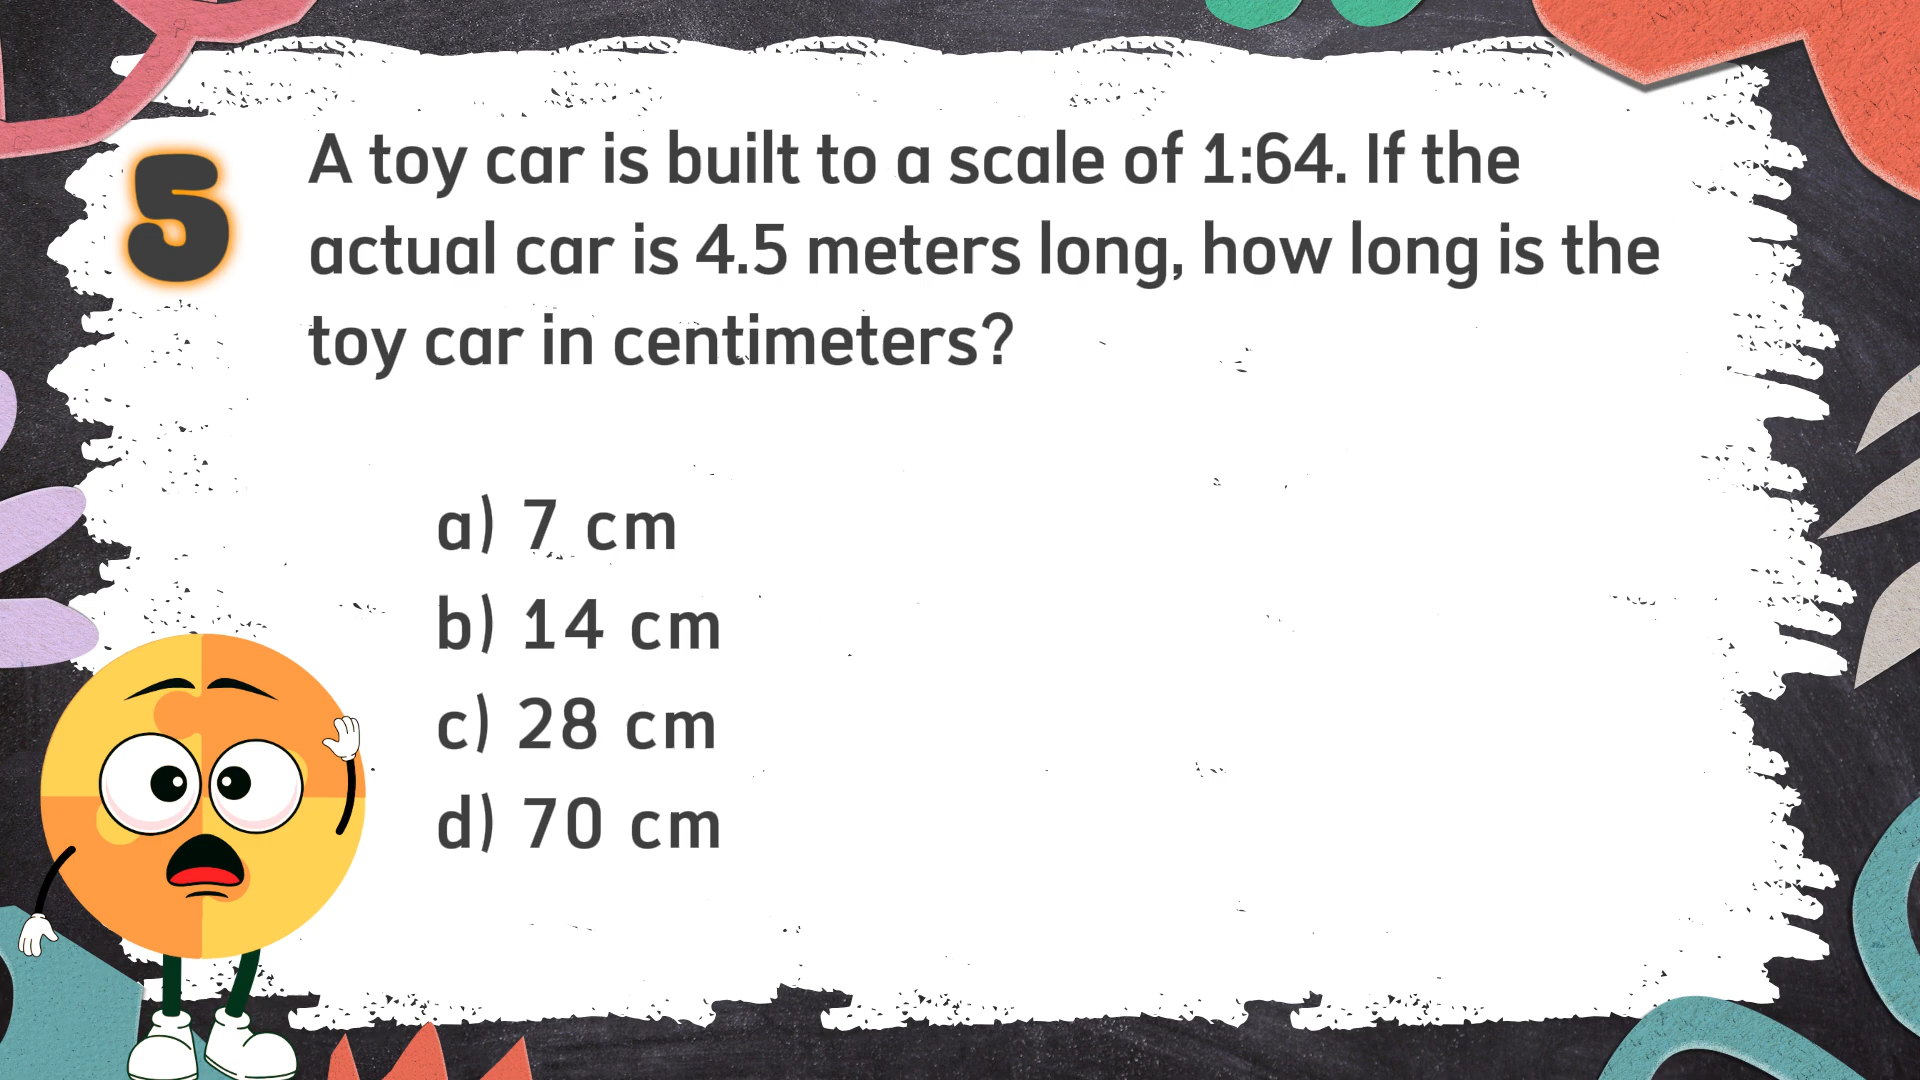 5
A toy car is built to a scale of 1:64. If the
actual car is 4.5 meters long, how long is the
toy car in centimeters?
a) 7 cm
b) 14 cm
c) 28 cm
d) 70 cm